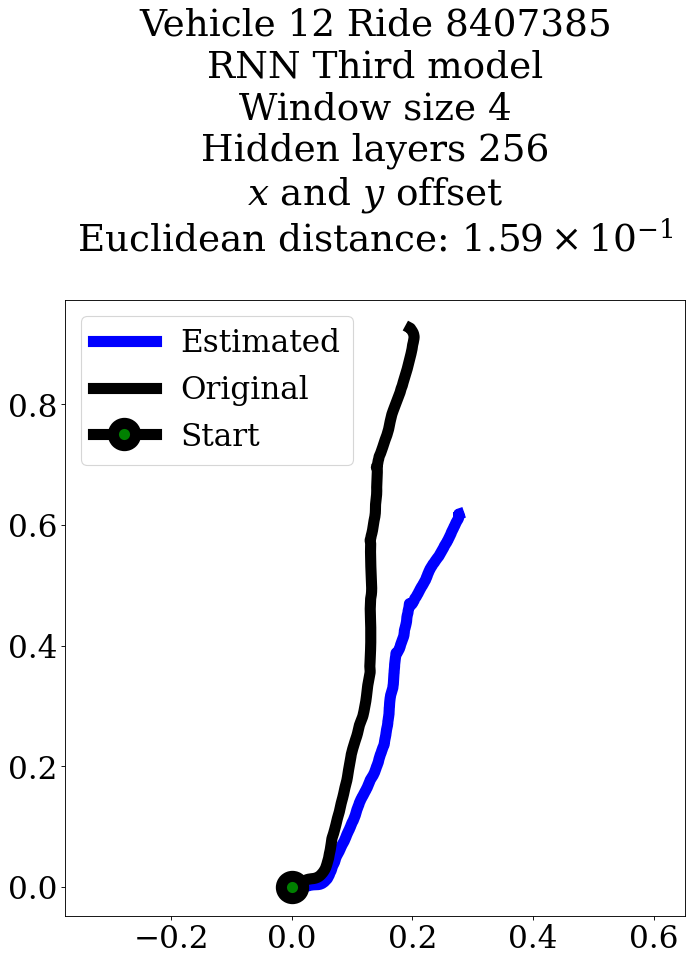 Vehicle 12 Ride 8407385
RNN Third model
Window size 4
Hidden layers 256
x and y offset
Euclidean distance: 1.59 × 10⁻¹
Estimated
Original
Start
0.8
0.6
0.4
0.2
0.0
−0.2 0.0 0.2 0.4 0.6